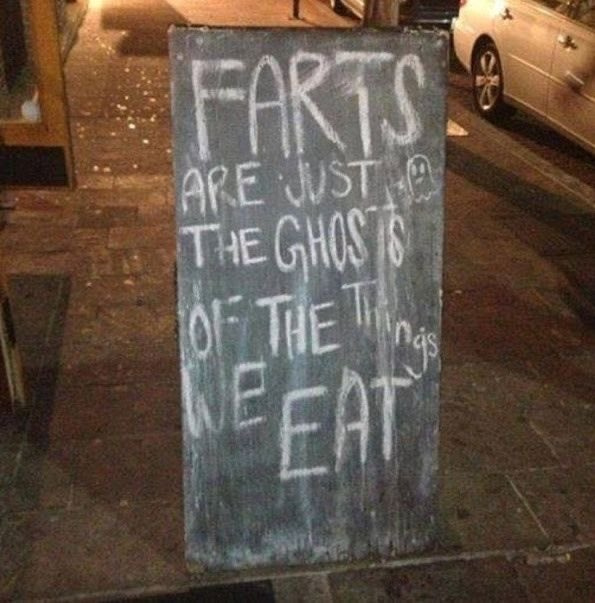 FARTS
ARE JUST
THE GHOSTS
OF THE Things
WE EAT